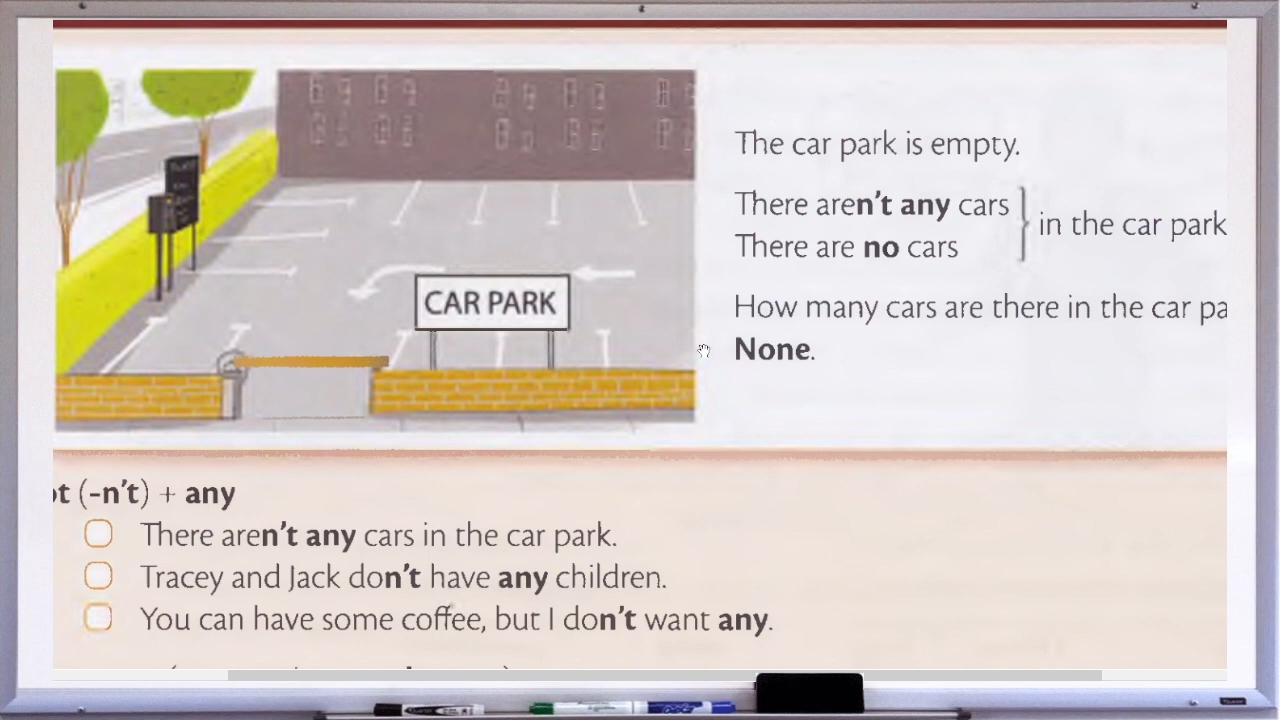 CAR PARK
The car park is empty.
There aren't any cars
There are no cars
in the car park
How many cars are there in the car pa
None.
ot (-n't) + any
There aren't any cars in the car park.
Tracey and Jack don't have any children.
You can have some coffee, but I don't want any.